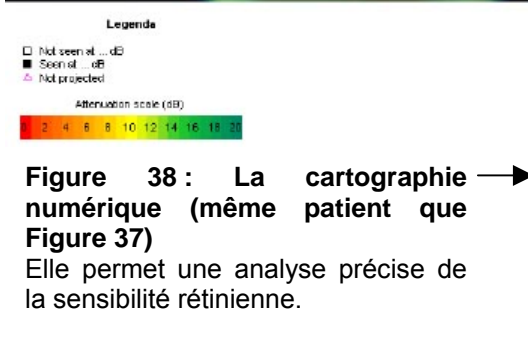 Legenda
Not seen at ... dB
Seen at ... dB
Not projected
Attenuation scale (dB)
0 2 4 6 8 10 12 14 16 18 20
Figure 38 : La cartographie
numérique (même patient que
Figure 37)
Elle permet une analyse précise de
la sensibilité rétinienne.